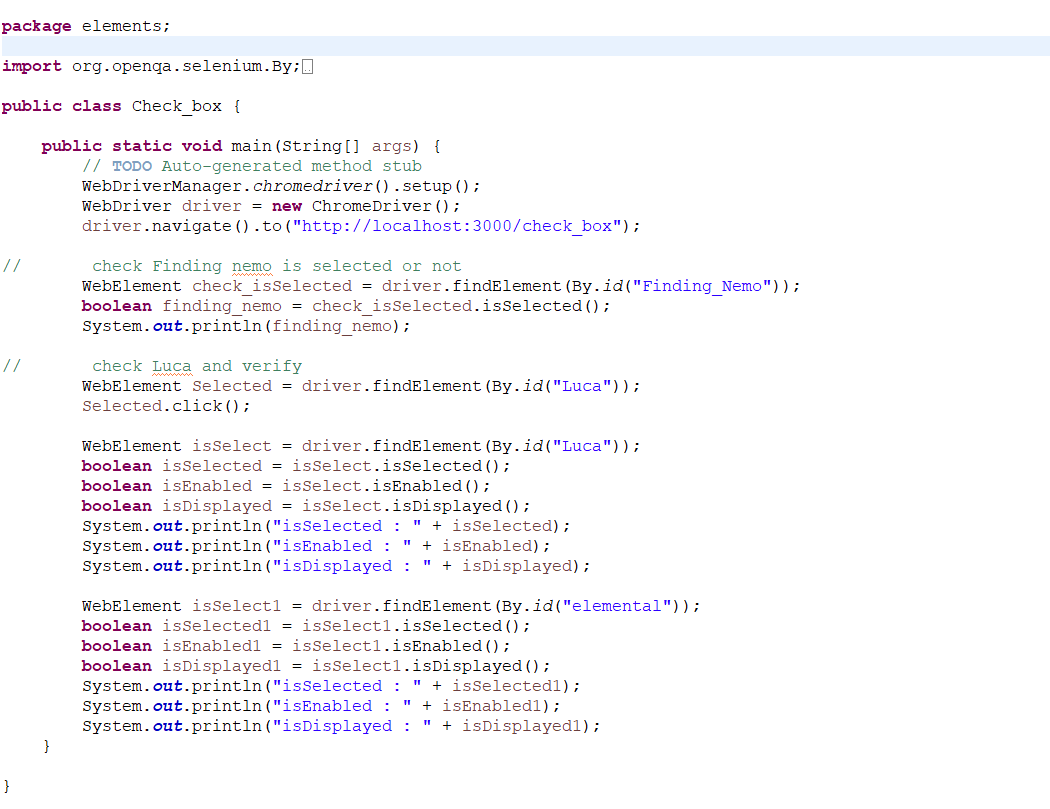 package elements;
import org.openqa.selenium.By;
public class Check_box {
public static void main(String[] args) {
// TODO Auto-generated method stub
WebDriverManager.chromedriver().setup();
WebDriver driver = new ChromeDriver();
driver.navigate().to("http://localhost:3000/check_box");
// check Finding nemo is selected or not
WebElement check_isSelected = driver.findElement(By.id("Finding_Nemo"));
boolean finding_nemo = check_isSelected.isSelected();
System.out.println(finding_nemo);
// check Luca and verify
WebElement Selected = driver.findElement(By.id("Luca"));
Selected.click();
WebElement isSelect = driver.findElement(By.id("Luca"));
boolean isSelected = isSelect.isSelected();
boolean isEnabled = isSelect.isEnabled();
boolean isDisplayed = isSelect.isDisplayed();
System.out.println("isSelected : " + isSelected);
System.out.println("isEnabled : " + isEnabled);
System.out.println("isDisplayed : " + isDisplayed);
WebElement isSelect1 = driver.findElement(By.id("elemental"));
boolean isSelected1 = isSelect1.isSelected();
boolean isEnabled1 = isSelect1.isEnabled();
boolean isDisplayed1 = isSelect1.isDisplayed();
System.out.println("isSelected : " + isSelected1);
System.out.println("isEnabled : " + isEnabled1);
System.out.println("isDisplayed : " + isDisplayed1);
}
}